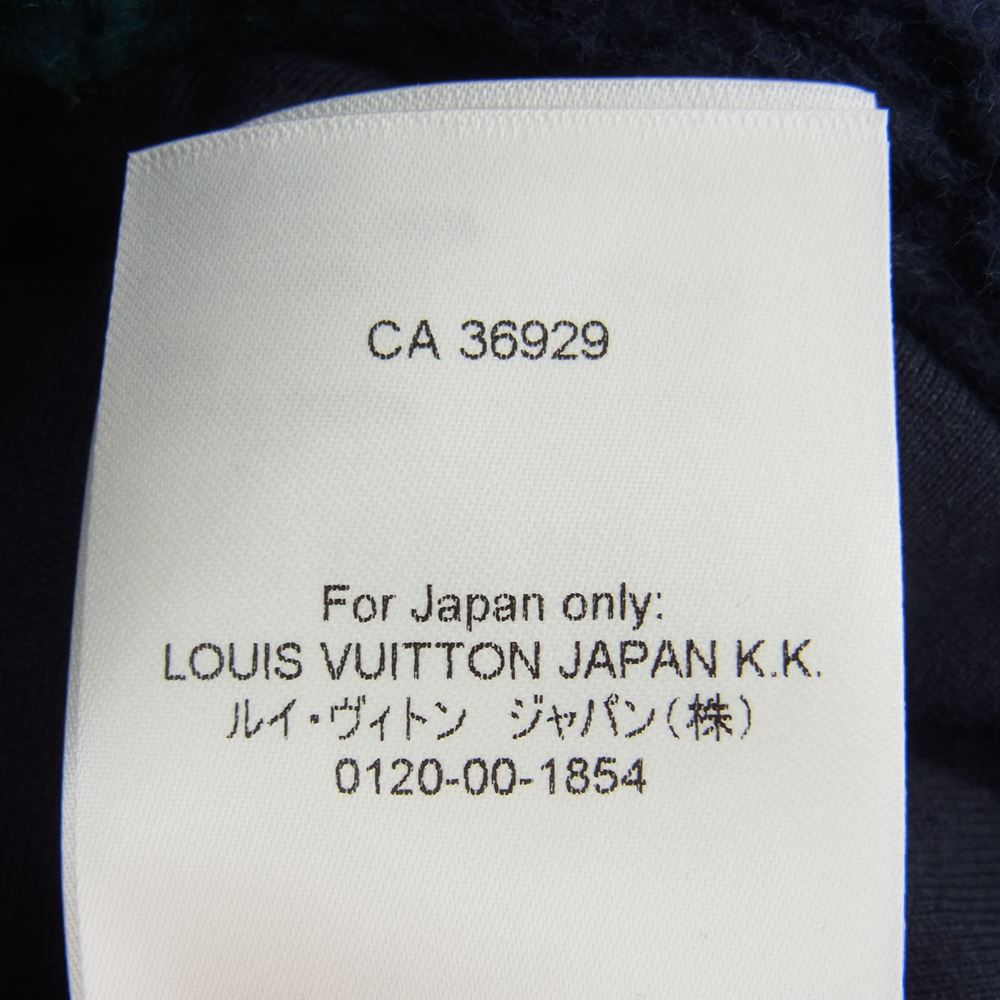 CA 36929
For Japan only:
LOUIS VUITTON JAPAN K.K.
ルイ・ヴィトン　ジャパン(株)
0120-00-1854